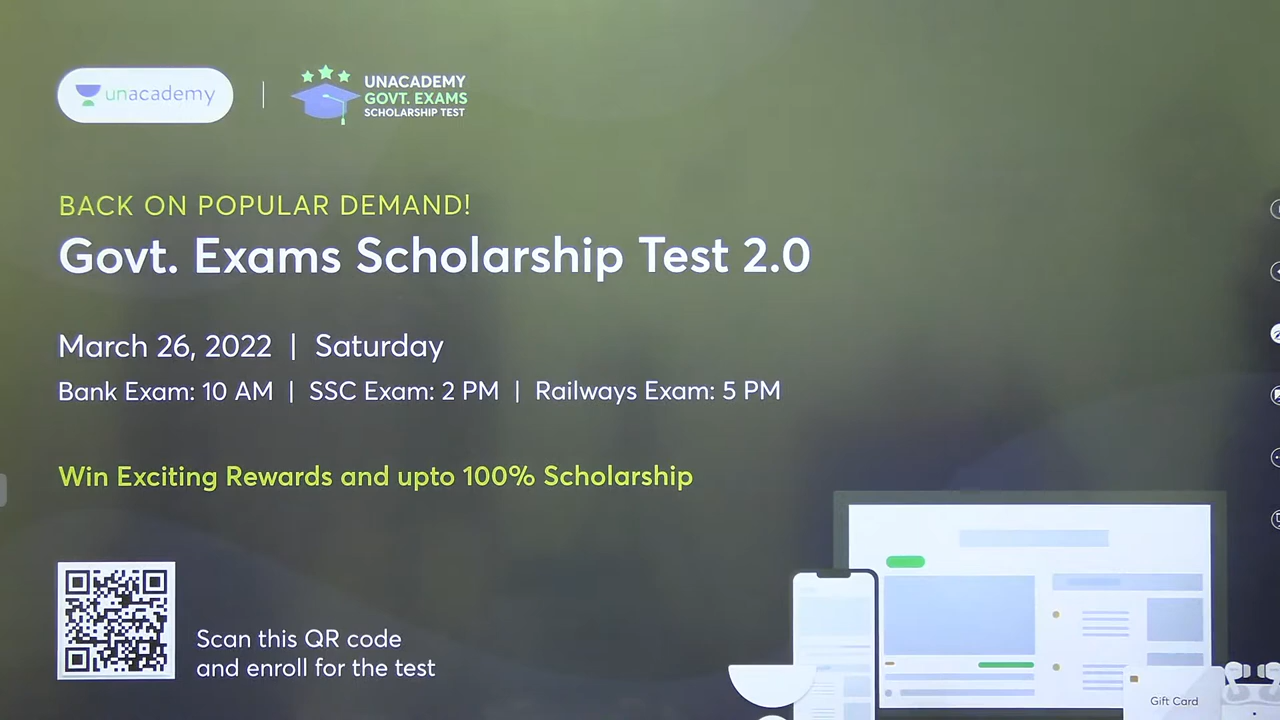 unacademy
UNACADEMY
GOVT. EXAMS
SCHOLARSHIP TEST
BACK ON POPULAR DEMAND!
Govt. Exams Scholarship Test 2.0
March 26, 2022 | Saturday
Bank Exam: 10 AM | SSC Exam: 2 PM | Railways Exam: 5 PM
Win Exciting Rewards and upto 100% Scholarship
Scan this QR code
and enroll for the test
Gift Card